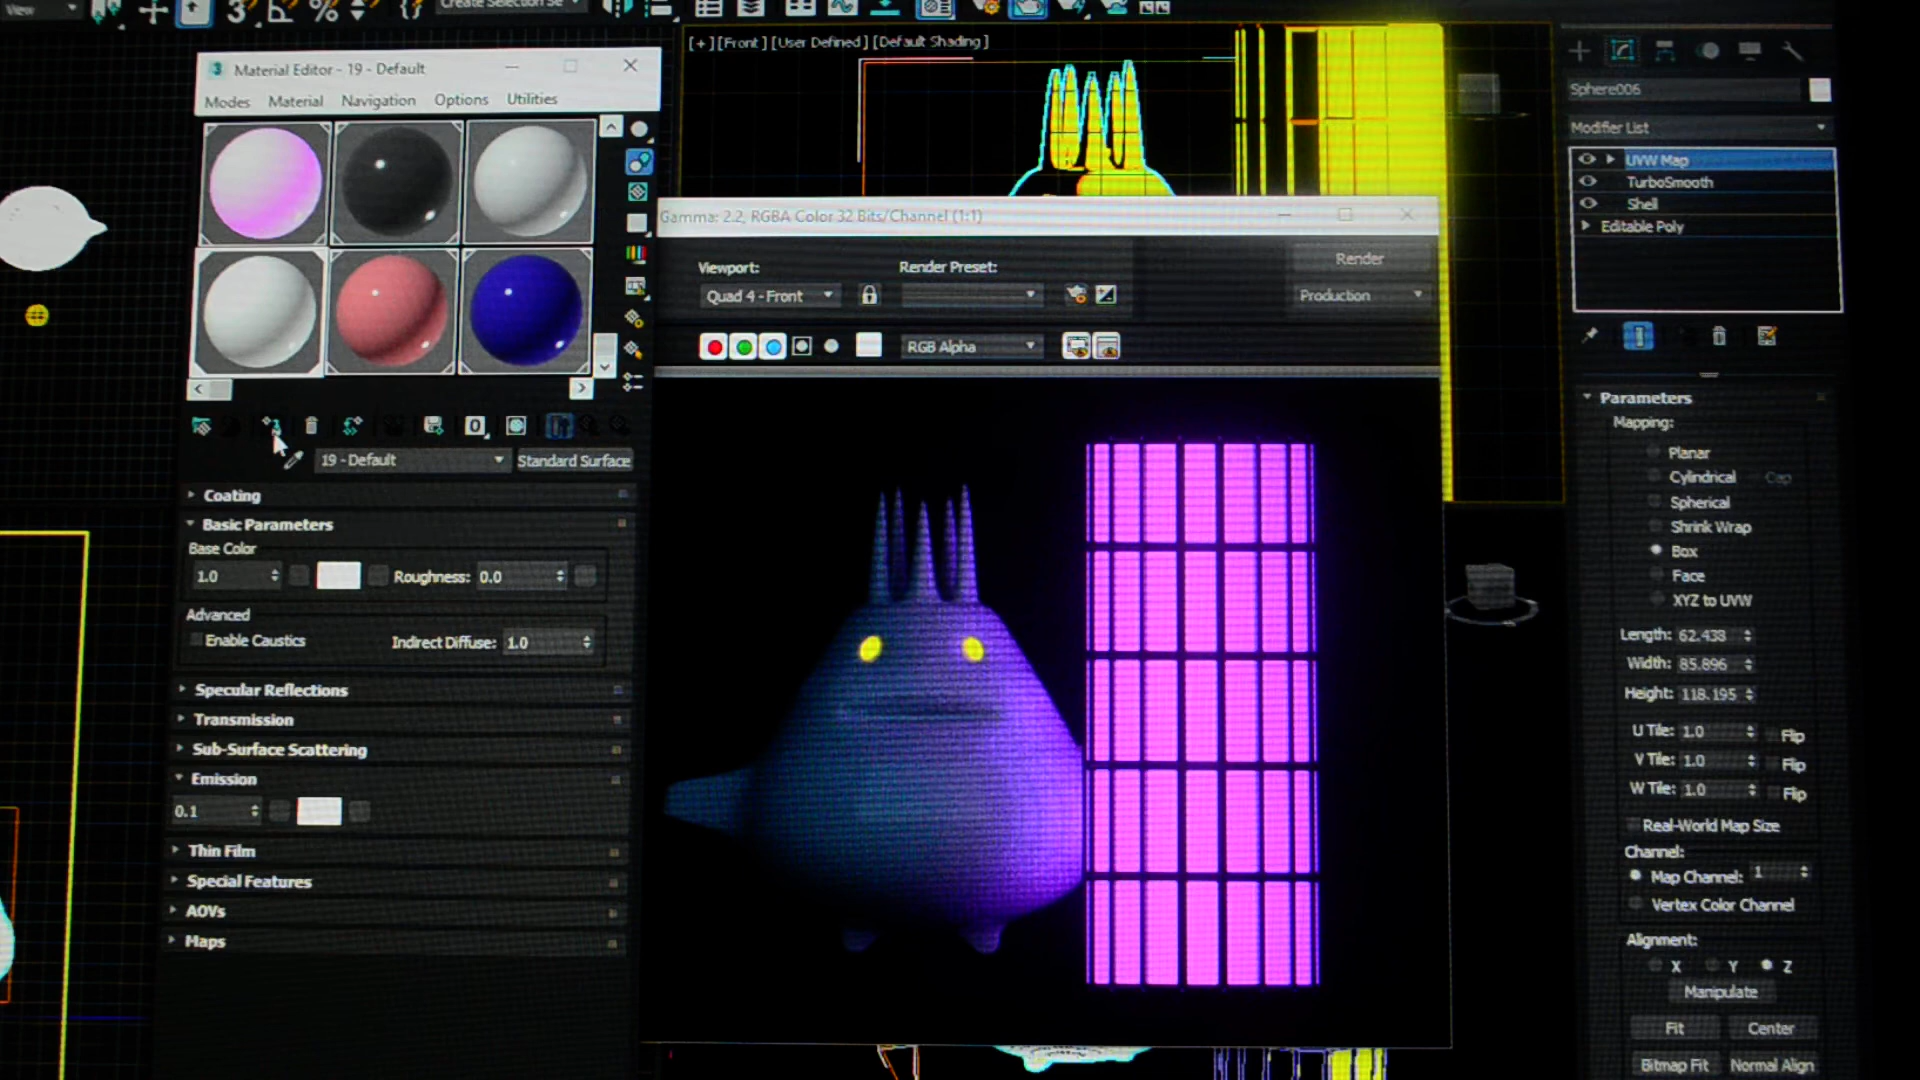 View
3
%
Create Selection Se
[+] [Front] [User Defined] [Default Shading]
3 Material Editor - 19 - Default
Modes Material Navigation Options Utilities
Sphere006
Modifier List
UVW Map
TurboSmooth
Shell
Editable Poly
Gamma: 2.2, RGBA Color 32 Bits/Channel (1:1)
Viewport:
Render Preset:
Render
Quad 4 - Front
Production
RGB Alpha
0
19 - Default
Standard Surface
Coating
Basic Parameters
Base Color
1.0
Roughness: 0.0
Advanced
Enable Caustics
Indirect Diffuse: 1.0
Specular Reflections
Transmission
Sub-Surface Scattering
Emission
0.1
Thin Film
Special Features
AOVs
Maps
Parameters
Mapping:
Planar
Cylindrical Cap
Spherical
Shrink Wrap
Box
Face
XYZ to UVW
Length: 62.438
Width: 85.896
Height: 118.195
U Tile: 1.0 Flip
V Tile: 1.0 Flip
W Tile: 1.0 Flip
Real-World Map Size
Channel:
Map Channel: 1
Vertex Color Channel
Alignment:
X Y Z
Manipulate
Fit Center
Bitmap Fit Normal Align